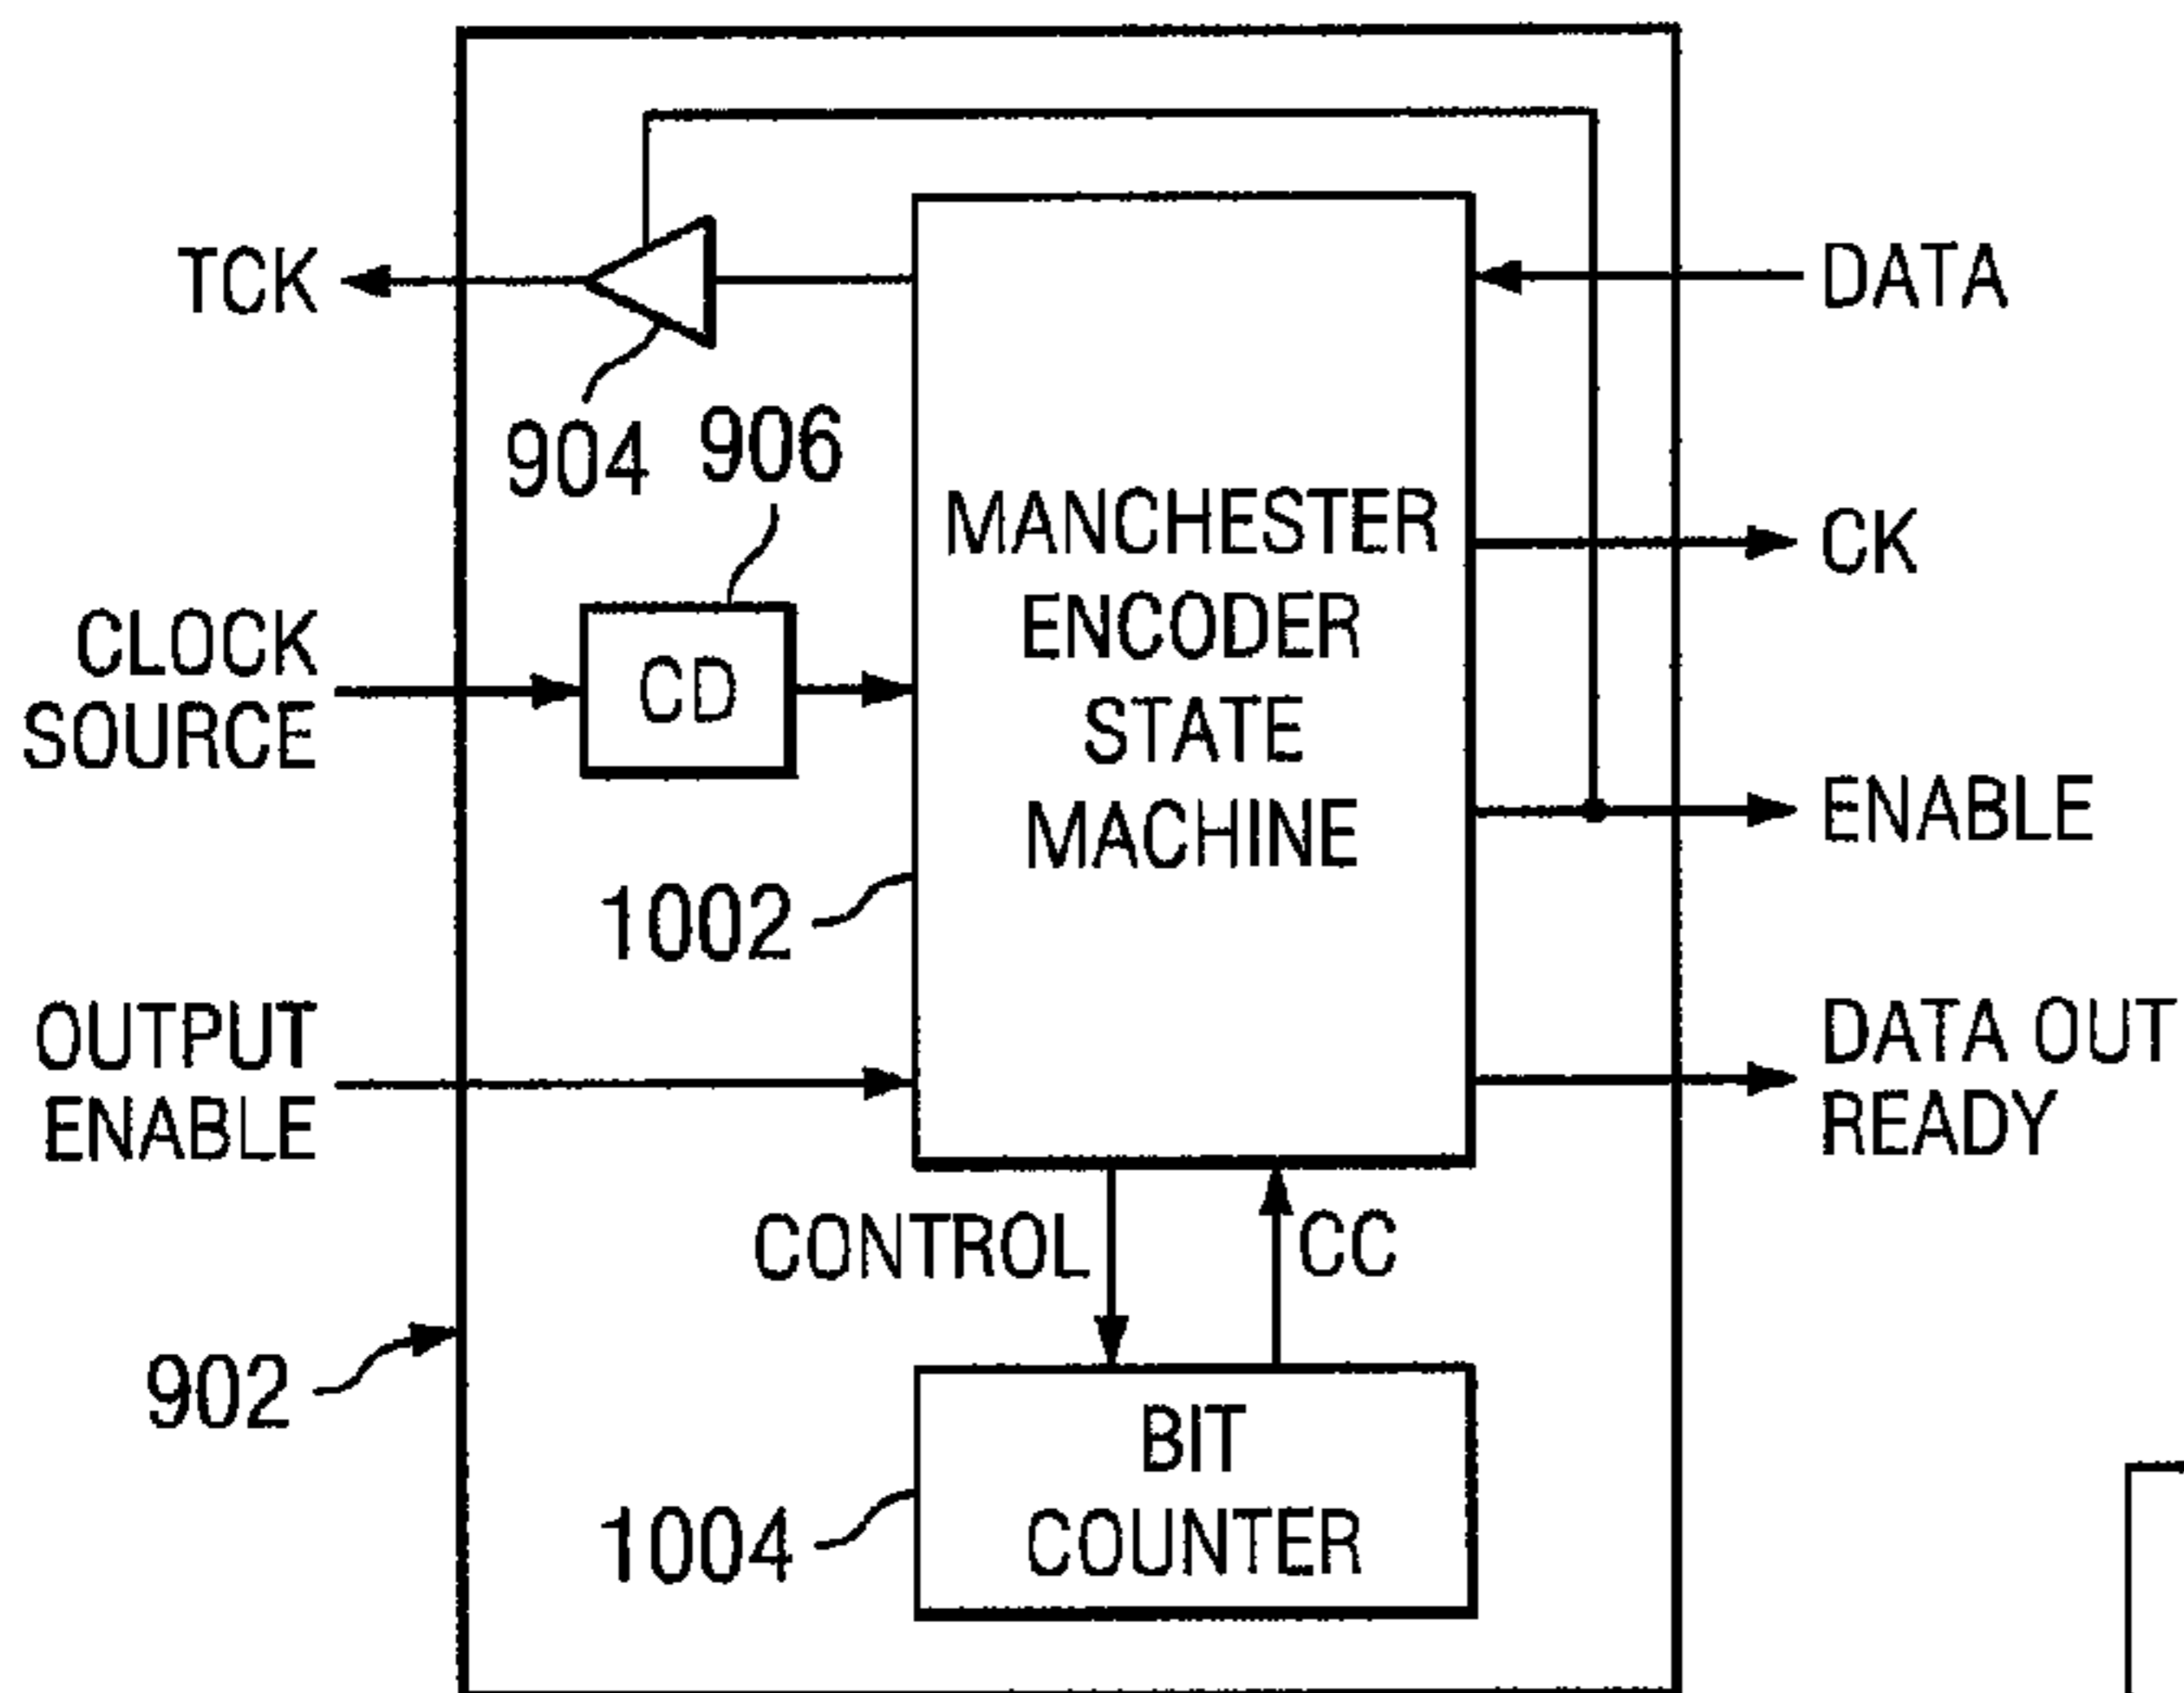 TCK
DATA
904
906
MANCHESTER
ENCODER
STATE
MACHINE
CK
CLOCK
SOURCE
CD
ENABLE
1002
OUTPUT
ENABLE
DATA OUT
READY
CONTROL
CC
902
BIT
COUNTER
1004